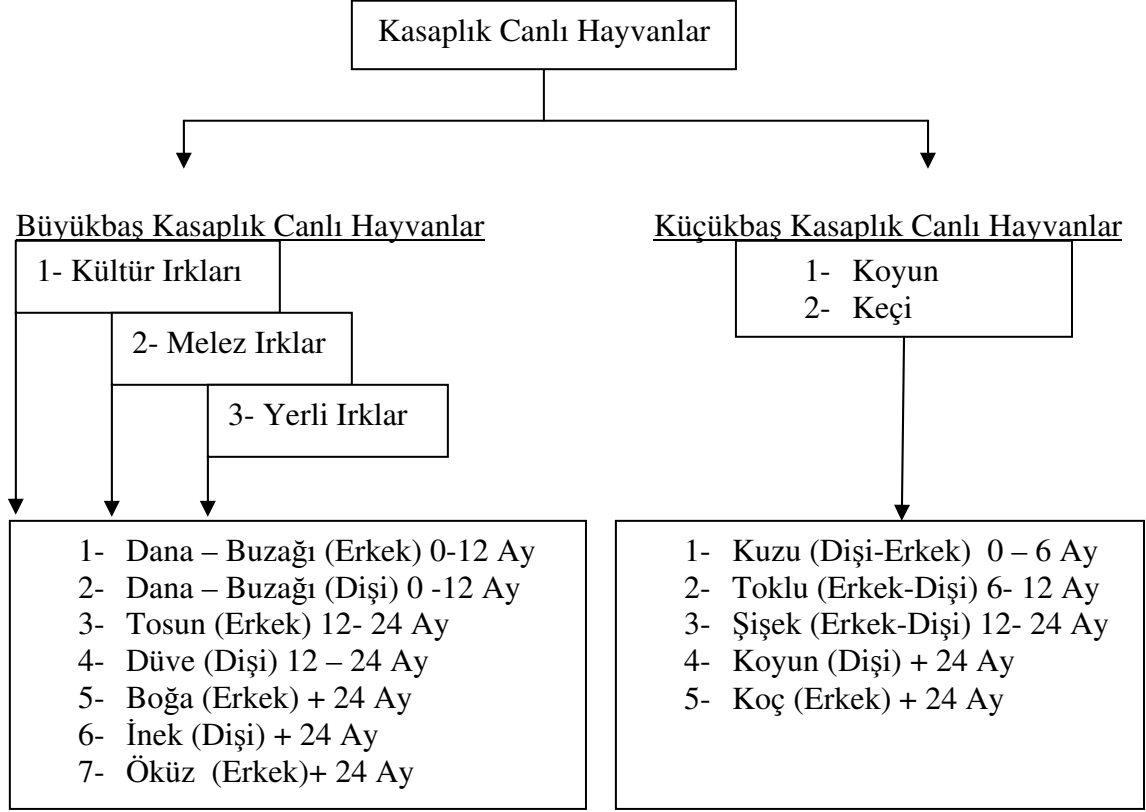 Kasaplık Canlı Hayvanlar
Büyükbaş Kasaplık Canlı Hayvanlar
1- Kültür Irkları
2- Melez Irklar
3- Yerli Irklar
1- Dana – Buzağı (Erkek) 0-12 Ay
2- Dana – Buzağı (Dişi) 0 -12 Ay
3- Tosun (Erkek) 12- 24 Ay
4- Düve (Dişi) 12 – 24 Ay
5- Boğa (Erkek) + 24 Ay
6- İnek (Dişi) + 24 Ay
7- Öküz (Erkek)+ 24 Ay
Küçükbaş Kasaplık Canlı Hayvanlar
1- Koyun
2- Keçi
1- Kuzu (Dişi-Erkek) 0 – 6 Ay
2- Toklu (Erkek-Dişi) 6- 12 Ay
3- Şişek (Erkek-Dişi) 12- 24 Ay
4- Koyun (Dişi) + 24 Ay
5- Koç (Erkek) + 24 Ay